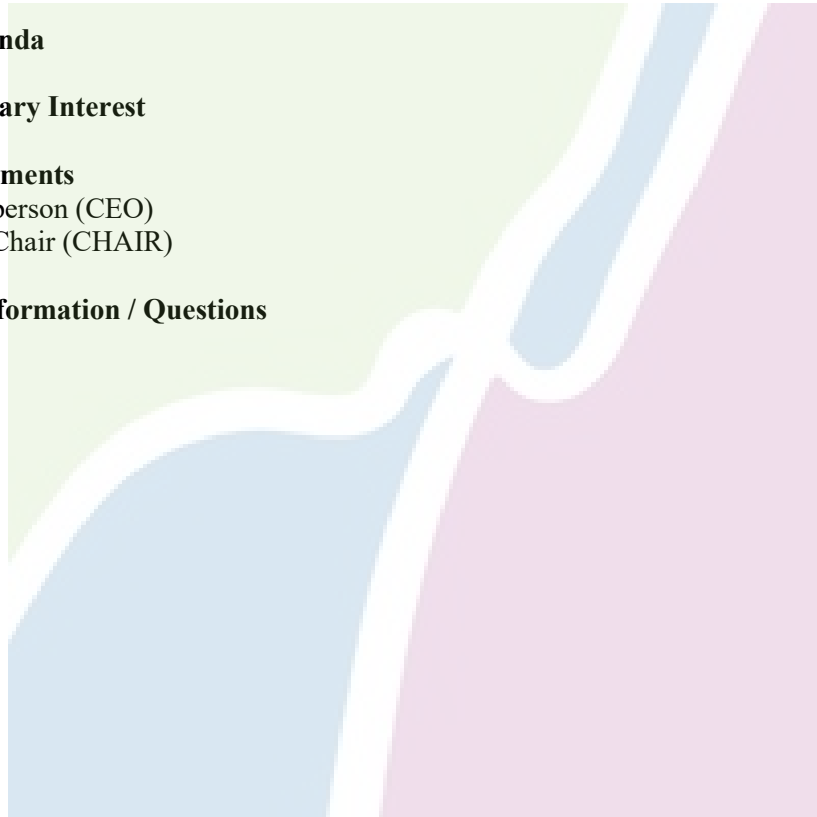 nda
ary Interest
ments
person (CEO)
Chair (CHAIR)
formation / Questions